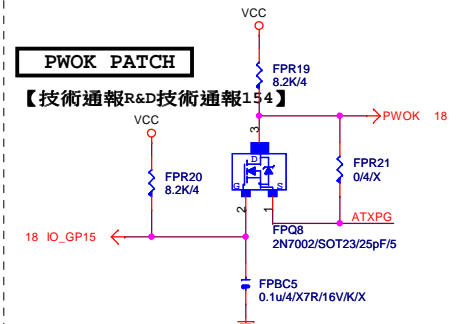 VCC
PWOK PATCH
FPR19
8.2K/4
【技術通報R&D技術通報154】
VCC
3
PWOK 18
FPR20
8.2K/4
D
FPR21
0/4/X
G
S
2
1
ATXPG
FPQ8
2N7002/SOT23/25pF/5
18 IO_GP15
FPBC5
0.1u/4/X7R/16V/K/X